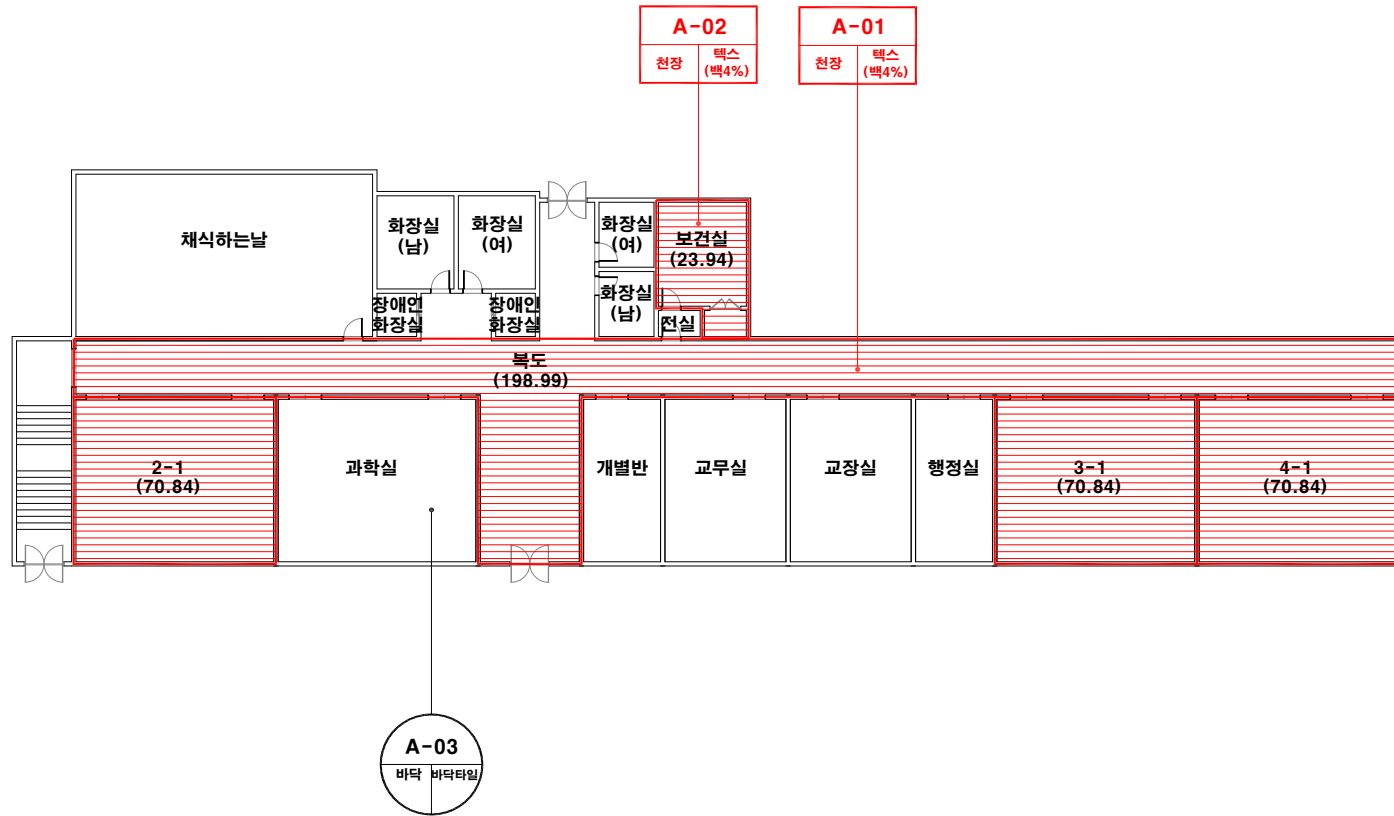 A-02
천장
텍스
(백4%)
A-01
천장
텍스
(백4%)
채식하는날
화장실
(남)
화장실
(여)
화장실
(여)
보건실
(23.94)
장애인
화장실
장애인
화장실
화장실
(남)
전실
복도
(198.99)
2-1
(70.84)
과학실
개별반
교무실
교장실
행정실
3-1
(70.84)
4-1
(70.84)
A-03
바닥
바닥타일